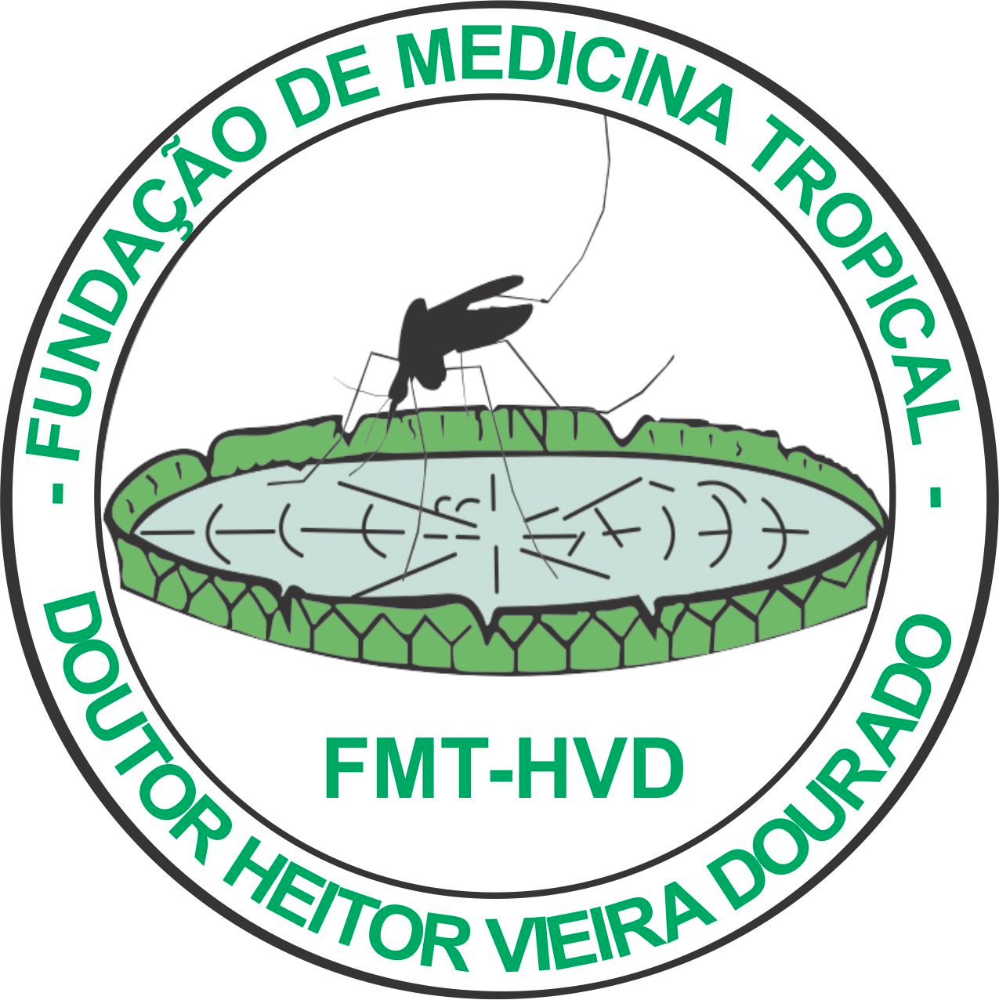 - FUNDAÇÃO DE MEDICINA TROPICAL -
DOUTOR HEITOR VIEIRA DOURADO
FMT-HVD